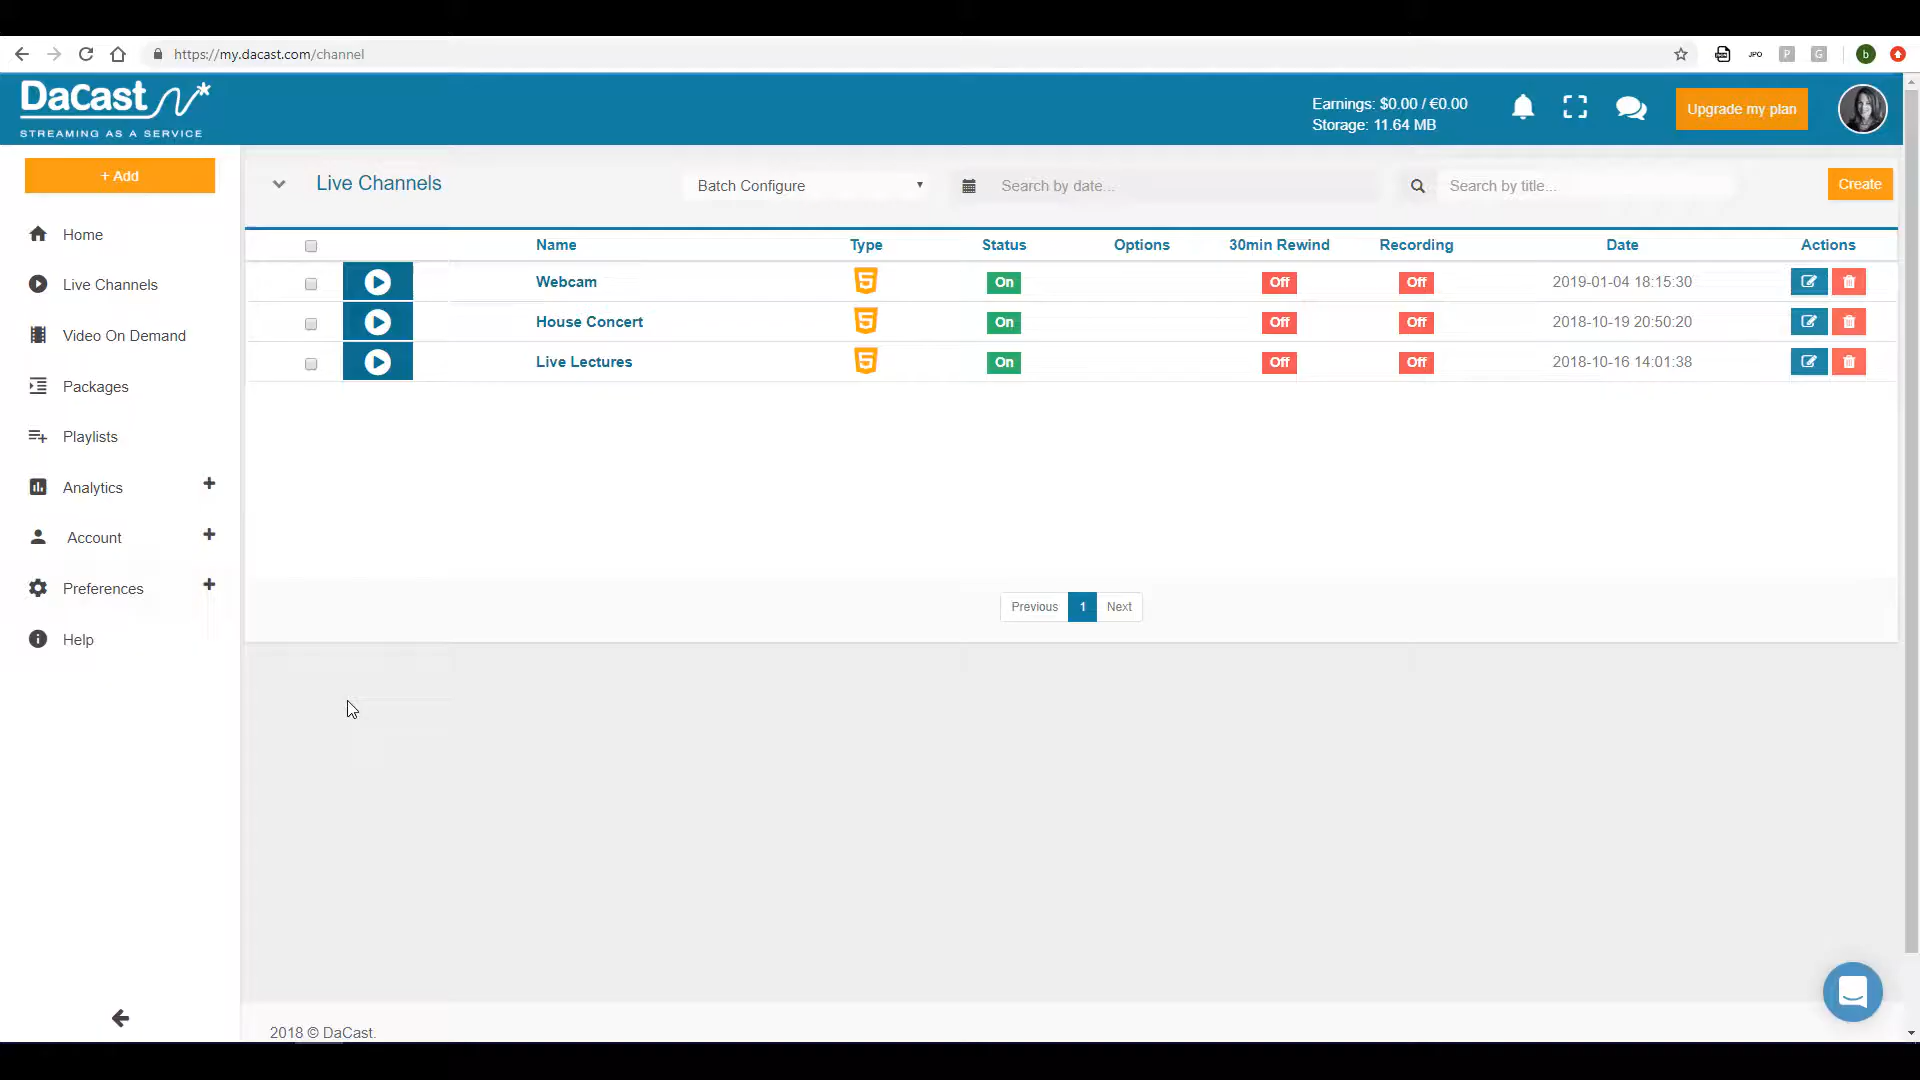 https://my.dacast.com/channel
JPO
P
G
b
DaCast
STREAMING AS A SERVICE
Earnings: $0.00 / €0.00
Storage: 11.64 MB
Upgrade my plan
+ Add
Home
Live Channels
Video On Demand
Packages
Playlists
Analytics +
Account +
Preferences +
Help
Live Channels
Batch Configure
Search by date...
Search by title...
Create
Name Type Status Options 30min Rewind Recording Date Actions
Webcam 5 On Off Off 2019-01-04 18:15:30
House Concert 5 On Off Off 2018-10-19 20:50:20
Live Lectures 5 On Off Off 2018-10-16 14:01:38
Previous 1 Next
2018 © DaCast.